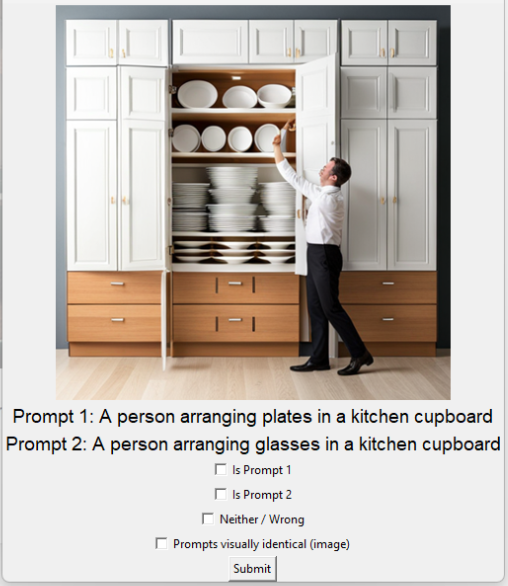 Prompt 1: A person arranging plates in a kitchen cupboard
Prompt 2: A person arranging glasses in a kitchen cupboard
Is Prompt 1
Is Prompt 2
Neither / Wrong
Prompts visually identical (image)
Submit